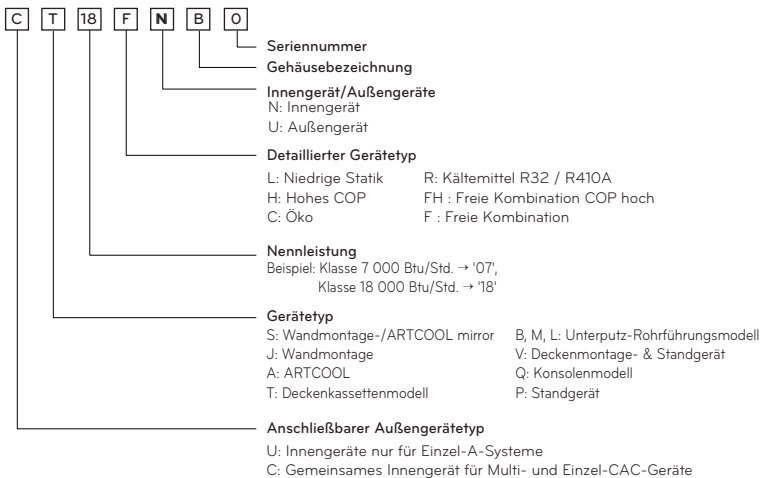 C T 18 F N B 0
Seriennummer
Gehäusebezeichnung
Innengerät/Außengeräte
N: Innengerät
U: Außengerät
Detaillierter Gerätetyp
L: Niedrige Statik R: Kältemittel R32 / R410A
H: Hohes COP FH : Freie Kombination COP hoch
C: Öko F : Freie Kombination
Nennleistung
Beispiel: Klasse 7 000 Btu/Std. → '07',
Klasse 18 000 Btu/Std. → '18'
Gerätetyp
S: Wandmontage-/ARTCOOL mirror B, M, L: Unterputz-Rohrführungsmodell
J: Wandmontage V: Deckenmontage- & Standgerät
A: ARTCOOL Q: Konsolenmodell
T: Deckenkassettenmodell P: Standgerät
Anschließbarer Außengerätetyp
U: Innengeräte nur für Einzel-A-Systeme
C: Gemeinsames Innengerät für Multi- und Einzel-CAC-Geräte